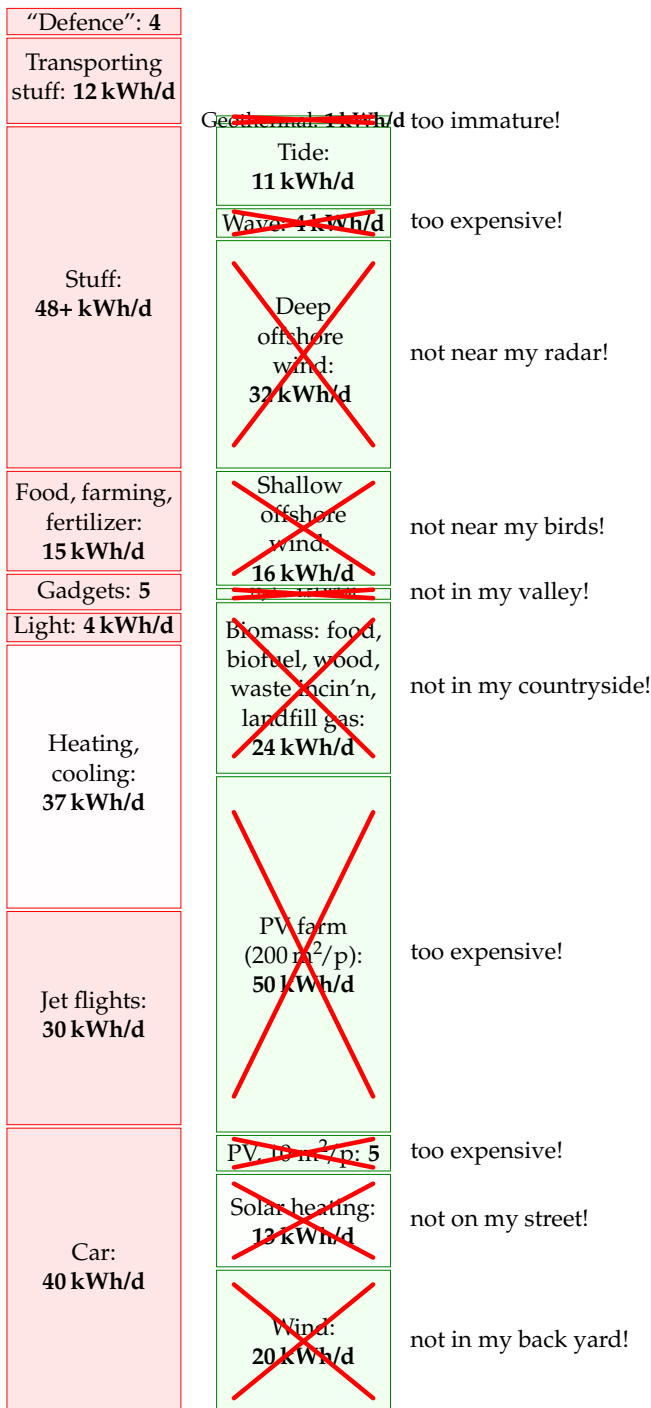 “Defence”: 4
Transporting
stuff: 12 kWh/d
Stuff:
48+ kWh/d
Food, farming,
fertilizer:
15 kWh/d
Gadgets: 5
Light: 4 kWh/d
Heating,
cooling:
37 kWh/d
Jet flights:
30 kWh/d
Car:
40 kWh/d
Geothermal: 1 kWh/d
too immature!
Tide:
11 kWh/d
Wave: 4 kWh/d
too expensive!
Deep
offshore
wind:
32 kWh/d
not near my radar!
Shallow
offshore
wind:
16 kWh/d
not near my birds!
not in my valley!
Biomass: food,
biofuel, wood,
waste incin’n,
landfill gas:
24 kWh/d
not in my countryside!
PV farm
(200 m²/p):
50 kWh/d
too expensive!
PV, 10 m²/p: 5
too expensive!
Solar heating:
13 kWh/d
not on my street!
Wind:
20 kWh/d
not in my back yard!